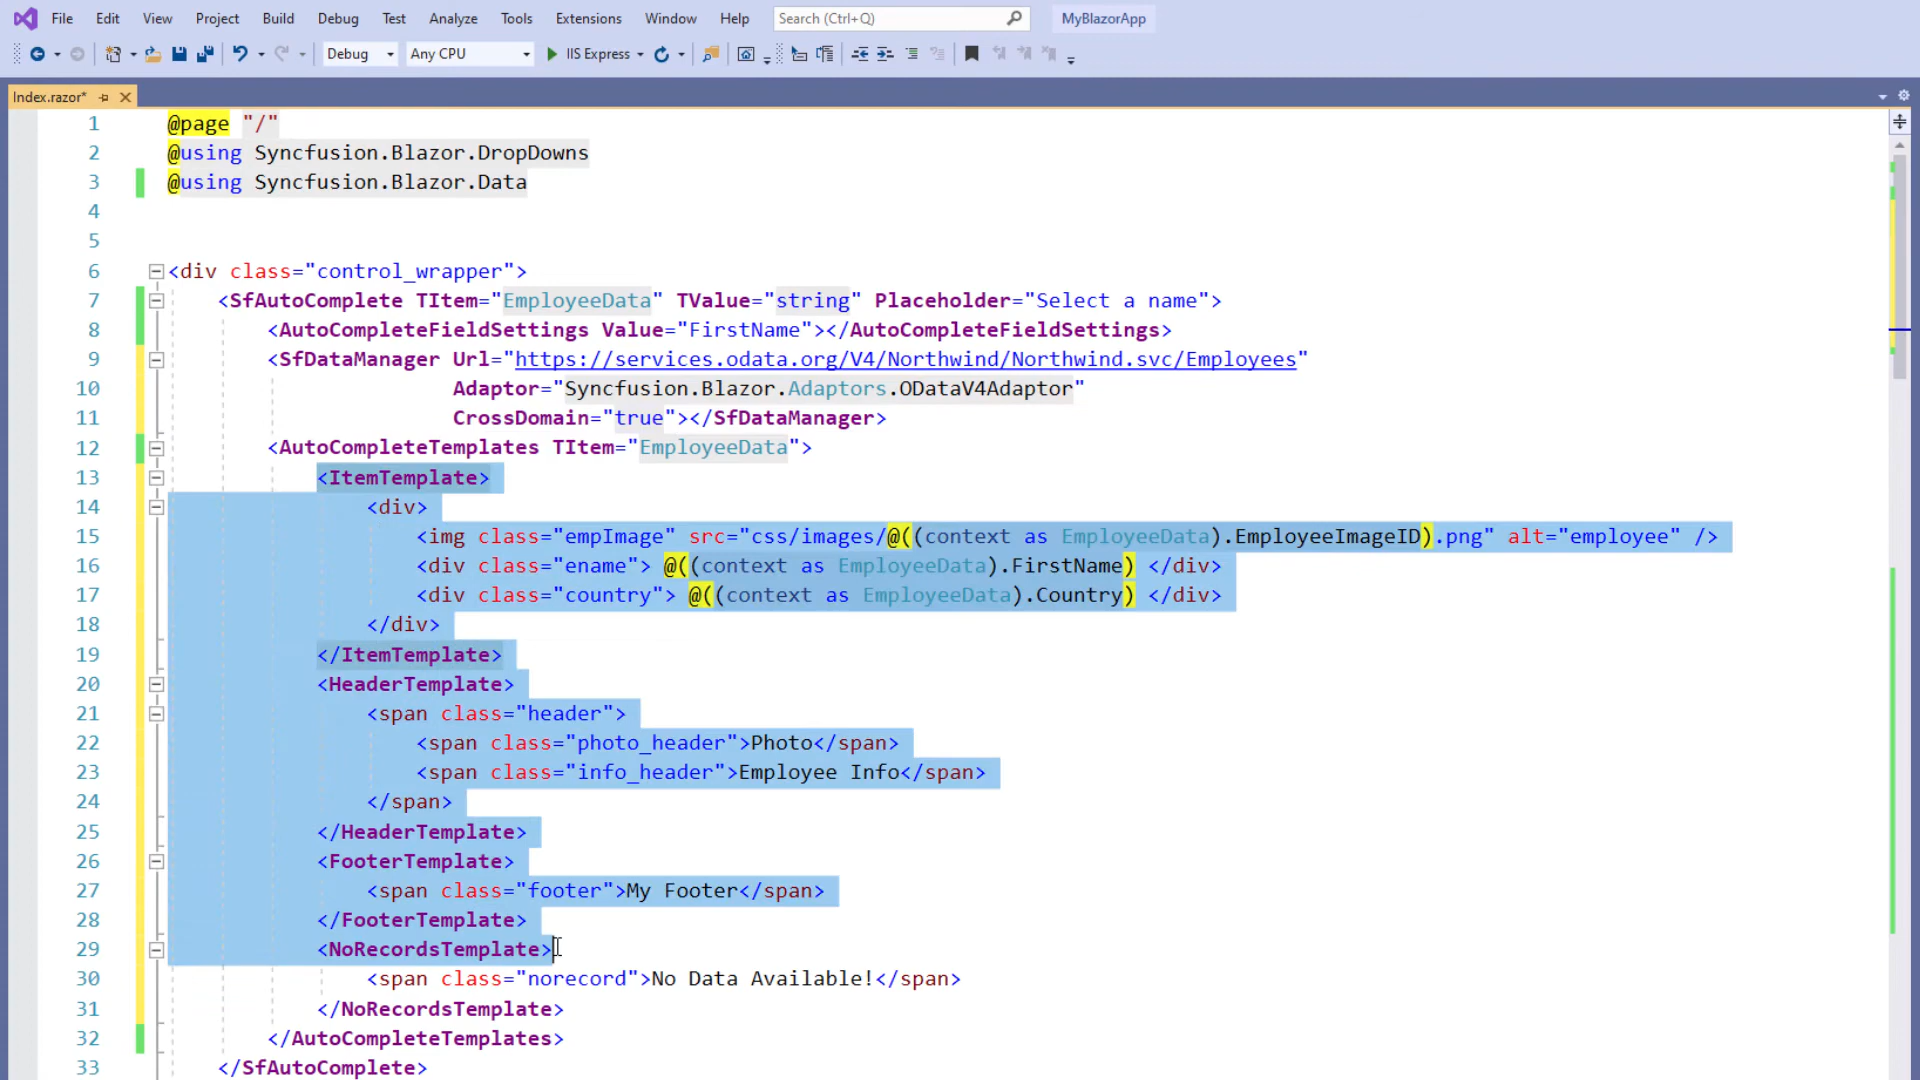 File Edit View Project Build Debug Test Analyze Tools Extensions Window Help Search (Ctrl+Q) MyBlazorApp
Debug Any CPU IIS Express
Index.razor*
1 @page "/"
2 @using Syncfusion.Blazor.DropDowns
3 @using Syncfusion.Blazor.Data
4
5
6 <div class="control_wrapper">
7 <SfAutoComplete TItem="EmployeeData" TValue="string" Placeholder="Select a name">
8 <AutoCompleteFieldSettings Value="FirstName"></AutoCompleteFieldSettings>
9 <SfDataManager Url="https://services.odata.org/V4/Northwind/Northwind.svc/Employees"
10 Adaptor="Syncfusion.Blazor.Adaptors.ODataV4Adaptor"
11 CrossDomain="true"></SfDataManager>
12 <AutoCompleteTemplates TItem="EmployeeData">
13 <ItemTemplate>
14 <div>
15 <img class="empImage" src="css/images/@((context as EmployeeData).EmployeeImageID).png" alt="employee" />
16 <div class="ename"> @((context as EmployeeData).FirstName) </div>
17 <div class="country"> @((context as EmployeeData).Country) </div>
18 </div>
19 </ItemTemplate>
20 <HeaderTemplate>
21 <span class="header">
22 <span class="photo_header">Photo</span>
23 <span class="info_header">Employee Info</span>
24 </span>
25 </HeaderTemplate>
26 <FooterTemplate>
27 <span class="footer">My Footer</span>
28 </FooterTemplate>
29 <NoRecordsTemplate>
30 <span class="norecord">No Data Available!</span>
31 </NoRecordsTemplate>
32 </AutoCompleteTemplates>
33 </SfAutoComplete>